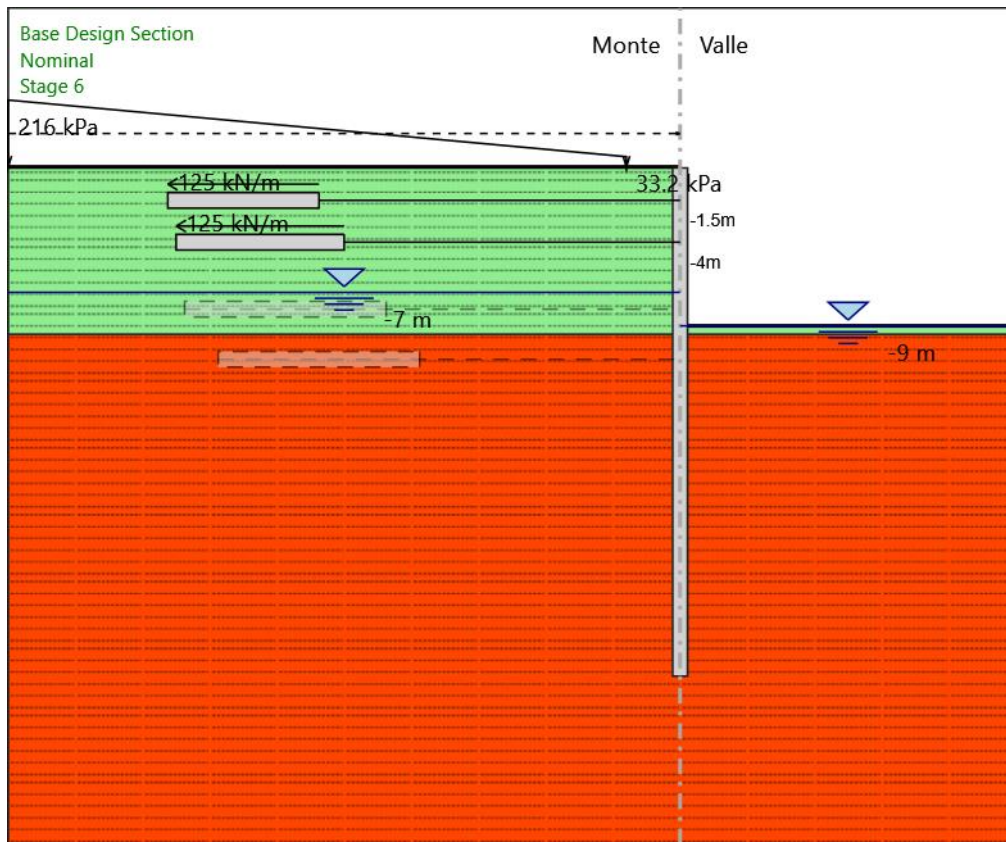 Base Design Section
Nominal
Stage 6
Monte
Valle
216 kPa
125 kN/m
33.2 kPa
-1.5m
125 kN/m
-4m
-7 m
-9 m